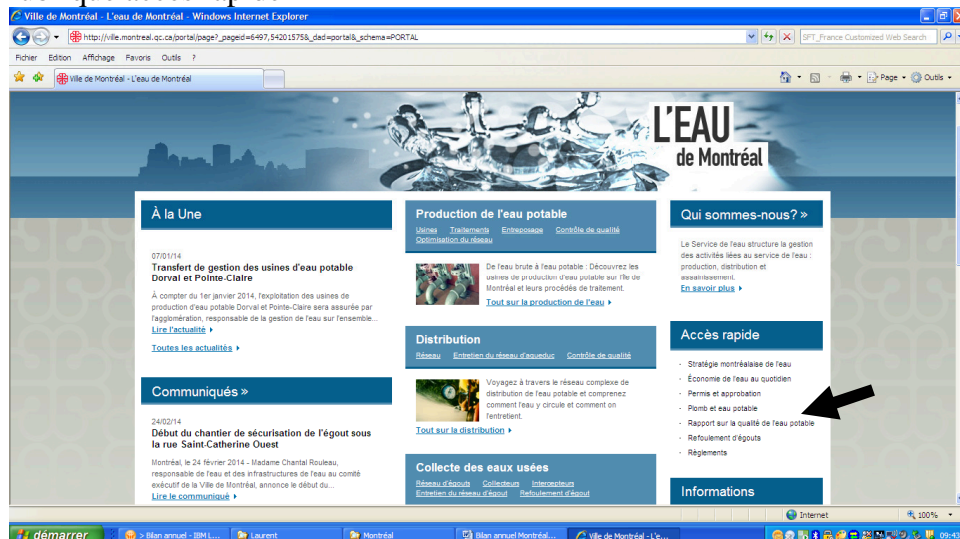 Ville de Montréal - L'eau de Montréal - Windows Internet Explorer
http://ville.montreal.qc.ca/portal/page?_pageid=6497,54201575&_dad=portal&_schema=PORTAL
SFT_France Customized Web Search
Fichier Edition Affichage Favoris Outils ?
Ville de Montréal - L'eau de Montréal
Page
Outils
L'EAU
de Montréal
À la Une
07/01/14
Transfert de gestion des usines d'eau potable
Dorval et Pointe-Claire
À compter du 1er janvier 2014, l'exploitation des usines de
production d'eau potable Dorval et Pointe-Claire sera assurée par
l'agglomération, responsable de la gestion de l'eau sur l'ensemble...
Lire l'actualité
Toutes les actualités
Communiqués »
24/02/14
Début du chantier de sécurisation de l'égout sous
la rue Saint-Catherine Ouest
Montréal, le 24 février 2014 - Madame Chantal Rouleau,
responsable de l'eau et des infrastructures de l'eau au comité
exécutif de la Ville de Montréal, annonce le début du...
Lire le communiqué
Production de l'eau potable
Usines Traitements Entreposage Contrôle de qualité
Optimisation du réseau
De l'eau brute à l'eau potable : Découvrez les
usines de production d'eau potable sur l'île de
Montréal et leurs procédés de traitement.
Tout sur la production de l'eau
Distribution
Réseau Entretien du réseau d'aqueduc Contrôle de qualité
Voyagez à travers le réseau complexe de
distribution de l'eau potable et comprenez
comment l'eau y circule et comment on
l'entretient.
Tout sur la distribution
Collecte des eaux usées
Réseau d'égouts Collecteurs Intercepteurs
Entretien du réseau d'égout Refoulement d'égout
Qui sommes-nous? »
Le Service de l'eau structure la gestion
des activités liées au service de l'eau :
production, distribution et
assainissement.
En savoir plus
Accès rapide
- Stratégie montréalaise de l'eau
- Économie de l'eau au quotidien
- Permis et approbation
- Plomb et eau potable
- Rapport sur la qualité de l'eau potable
- Refoulement d'égouts
- Règlements
Informations
Internet
100%
démarrer
> Bilan annuel - IBM L...
Laurent
Montréal
Bilan annuel Montréal...
Ville de Montréal - L'e...
09:43